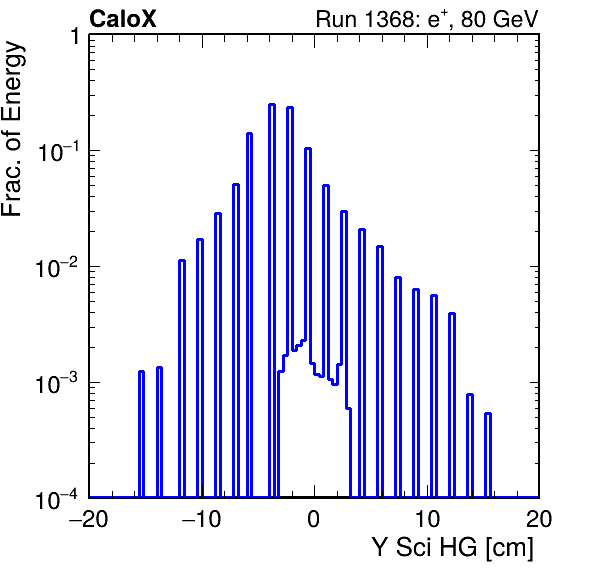 CaloX Run 1368: e⁺, 80 GeV
Frac. of Energy
1
10⁻¹
10⁻²
10⁻³
10⁻⁴
−20 −10 0 10 20
Y Sci HG [cm]